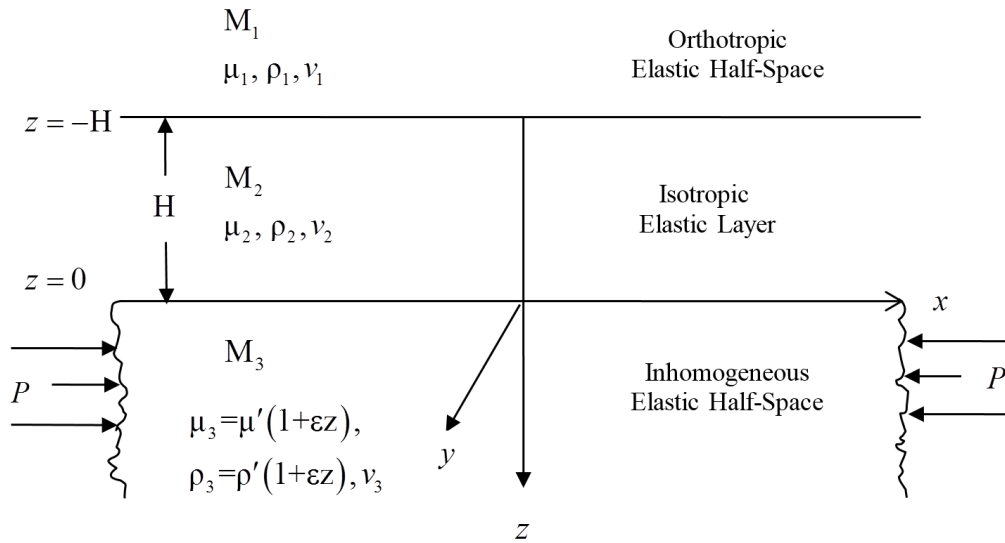 M₁
μ₁, ρ₁, v₁
Orthotropic
Elastic Half-Space
z = −H
H
M₂
μ₂, ρ₂, v₂
Isotropic
Elastic Layer
z = 0
x
M₃
P
μ₃=μ′(1+εz),
ρ₃=ρ′(1+εz), v₃
Inhomogeneous
Elastic Half-Space
P
y
z